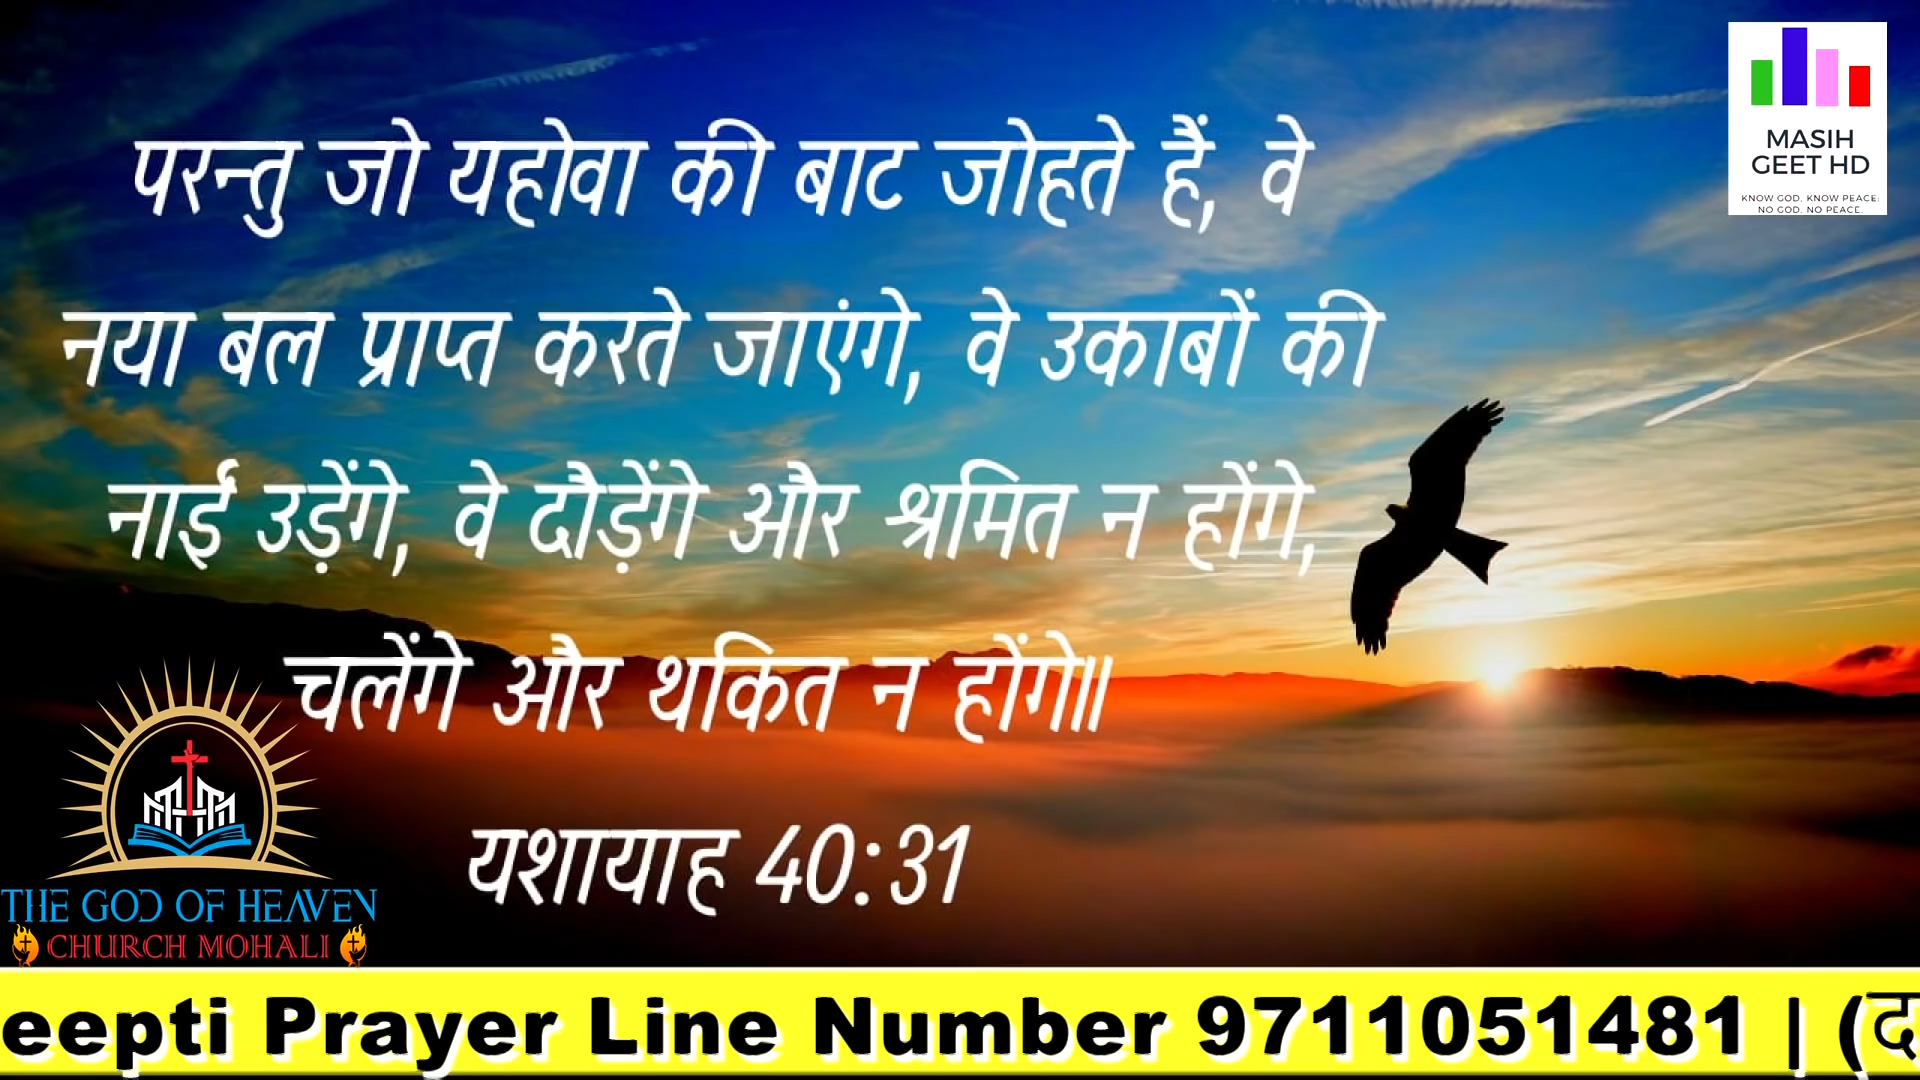 परन्तु जो यहोवा की बाट जोहते हैं, वे
नया बल प्राप्त करते जाएंगे, वे उकाबों की
नाईं उड़ेंगे, वे दौड़ेंगे और श्रमित न होंगे,
चलेंगे और थकित न होंगे॥
यशायाह 40:31
MASIH
GEET HD
KNOW GOD. KNOW PEACE:
NO GOD. NO PEACE.
THE GOD OF HEAVEN
CHURCH MOHALI
eepti Prayer Line Number 9711051481 | (द